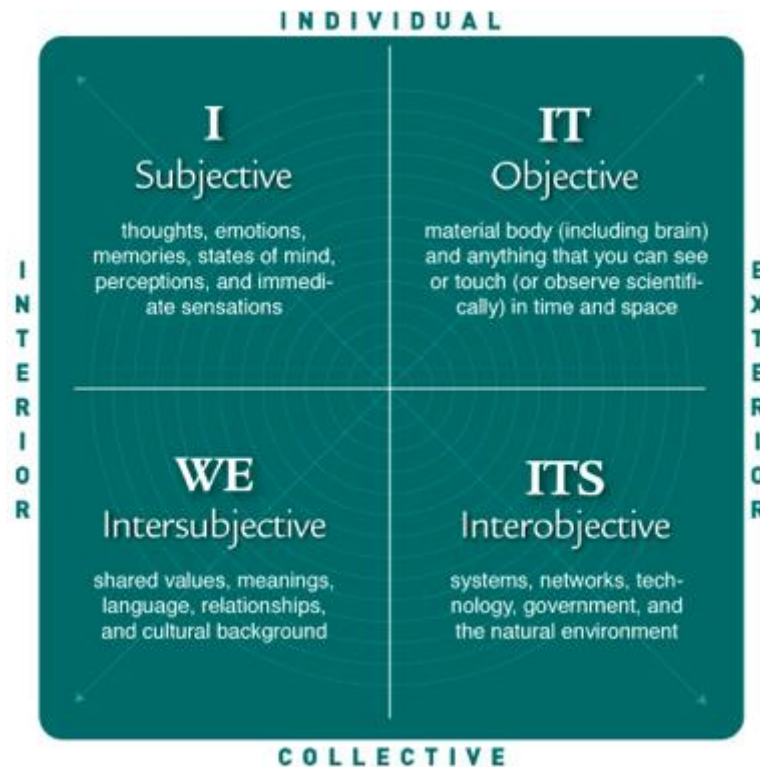 INDIVIDUAL
I
Subjective
thoughts, emotions,
memories, states of mind,
perceptions, and immedi-
ate sensations
IT
Objective
material body (including brain)
and anything that you can see
or touch (or observe scientifi-
cally) in time and space
INTERIOR
EXTERIOR
WE
Intersubjective
shared values, meanings,
language, relationships,
and cultural background
ITS
Interobjective
systems, networks, tech-
nology, government, and
the natural environment
COLLECTIVE